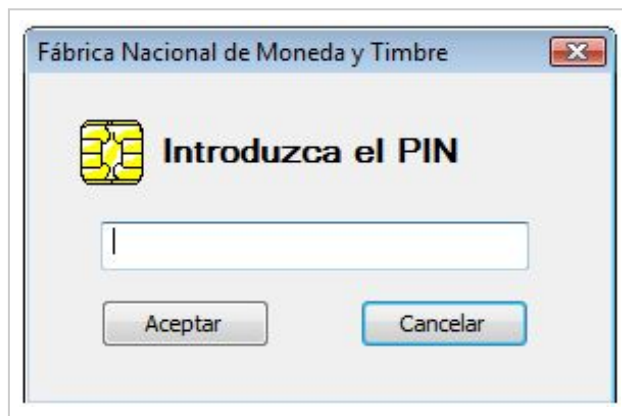 Fábrica Nacional de Moneda y Timbre
Introduzca el PIN
Aceptar Cancelar